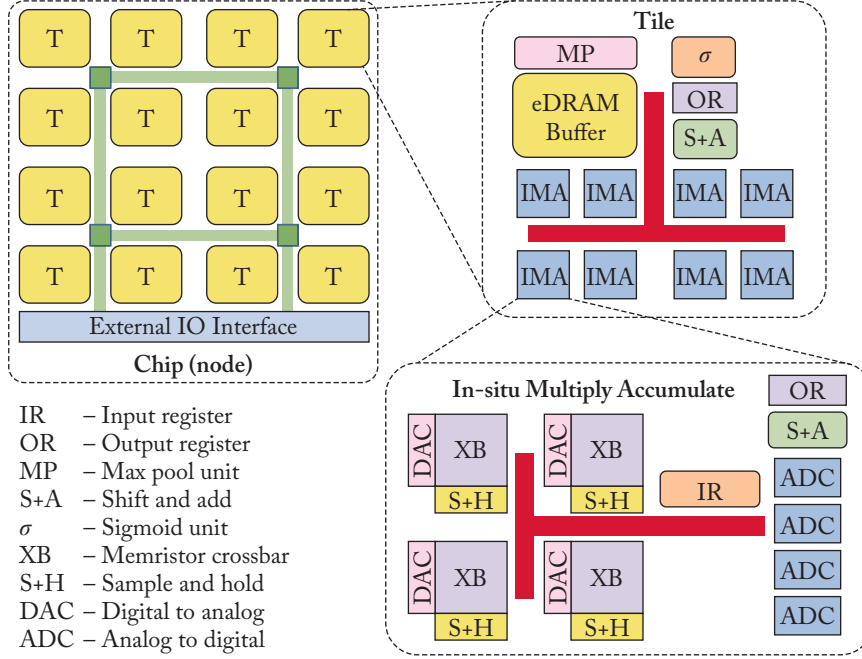 T T T T
T T T T
T T T T
T T T T
External IO Interface
Chip (node)
Tile
MP
σ
eDRAM
Buffer
OR
S+A
IMA IMA IMA IMA
IMA IMA IMA IMA
In-situ Multiply Accumulate
OR
S+A
DAC XB DAC XB
S+H S+H
IR
ADC
ADC
ADC
ADC
DAC XB DAC XB
S+H S+H
IR – Input register
OR – Output register
MP – Max pool unit
S+A – Shift and add
σ – Sigmoid unit
XB – Memristor crossbar
S+H – Sample and hold
DAC – Digital to analog
ADC – Analog to digital